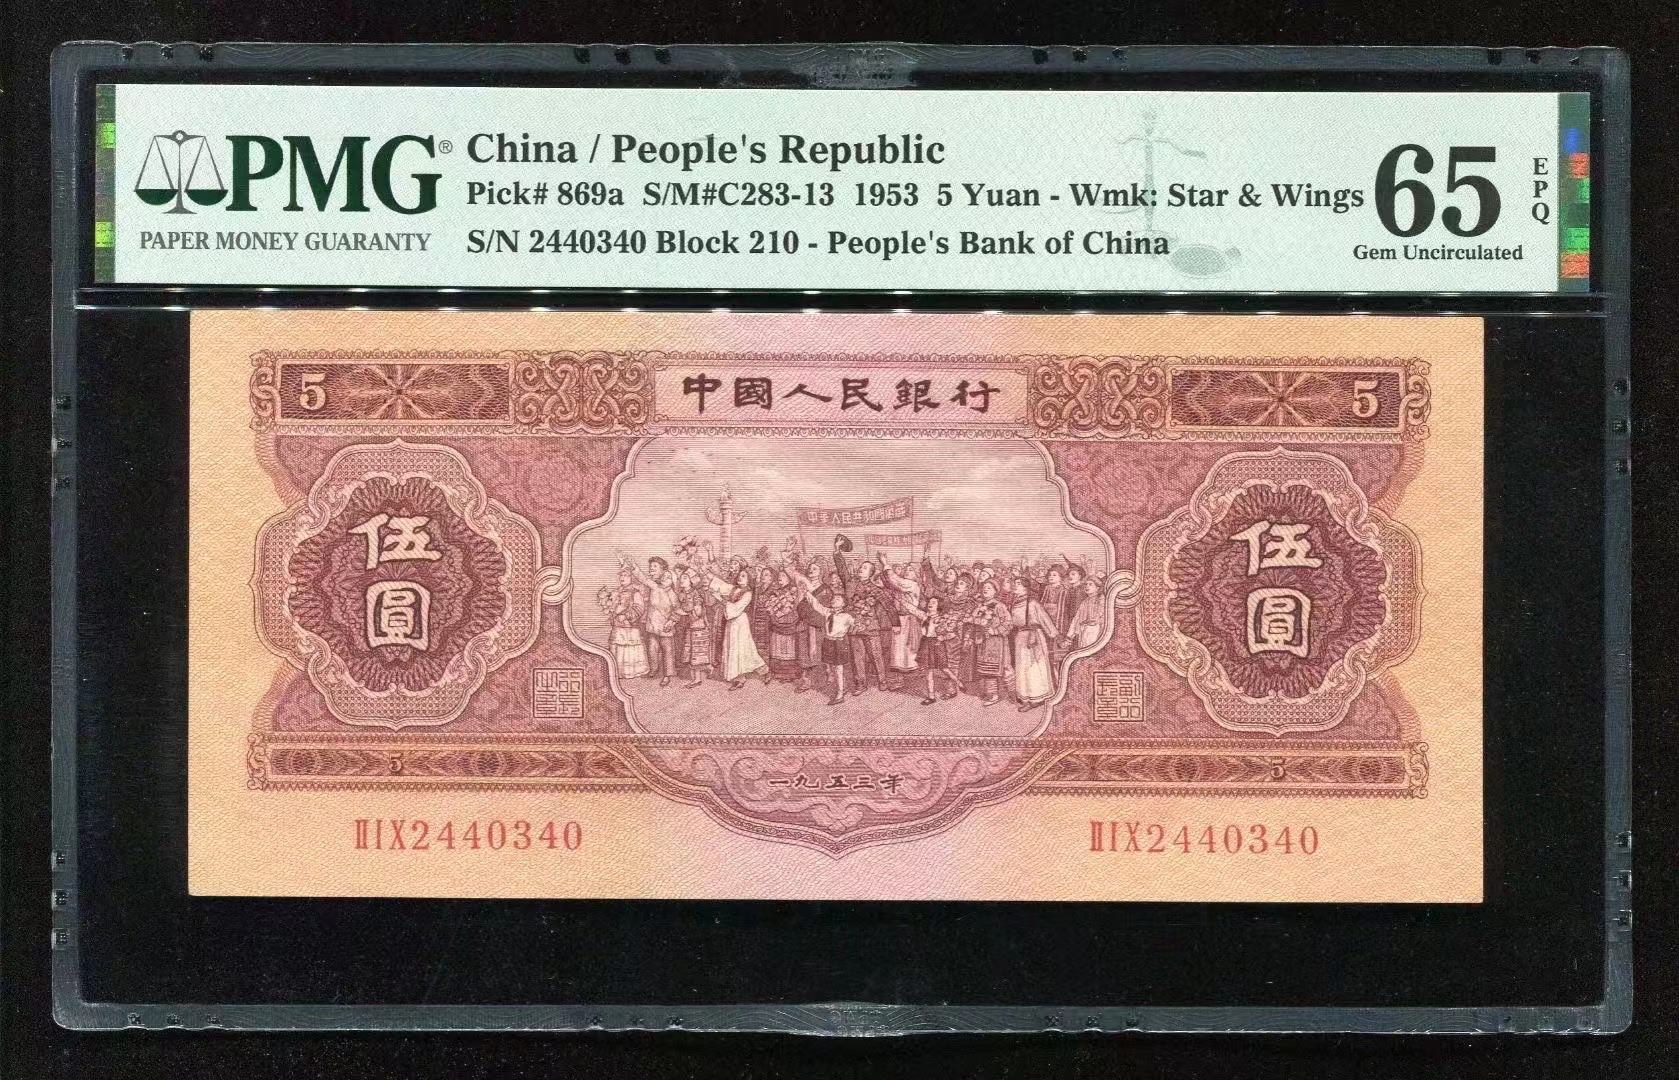 PMG®
PAPER MONEY GUARANTY
China / People's Republic
Pick# 869a S/M#C283-13 1953 5 Yuan - Wmk: Star & Wings
S/N 2440340 Block 210 - People's Bank of China
65
EPQ
Gem Uncirculated
5
中國人民銀行
5
伍圓
伍圓
5
一九五三年
5
ⅢⅠⅩ2440340
ⅢⅠⅩ2440340